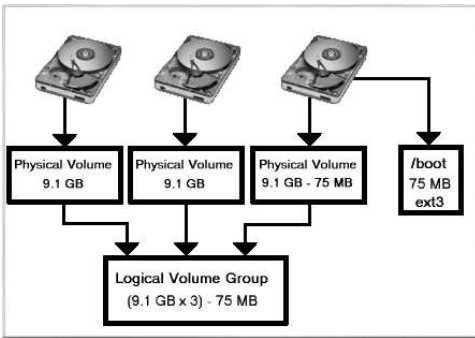 Physical Volume
9.1 GB
Physical Volume
9.1 GB
Physical Volume
9.1 GB - 75 MB
/boot
75 MB
ext3
Logical Volume Group
(9.1 GB x 3) - 75 MB